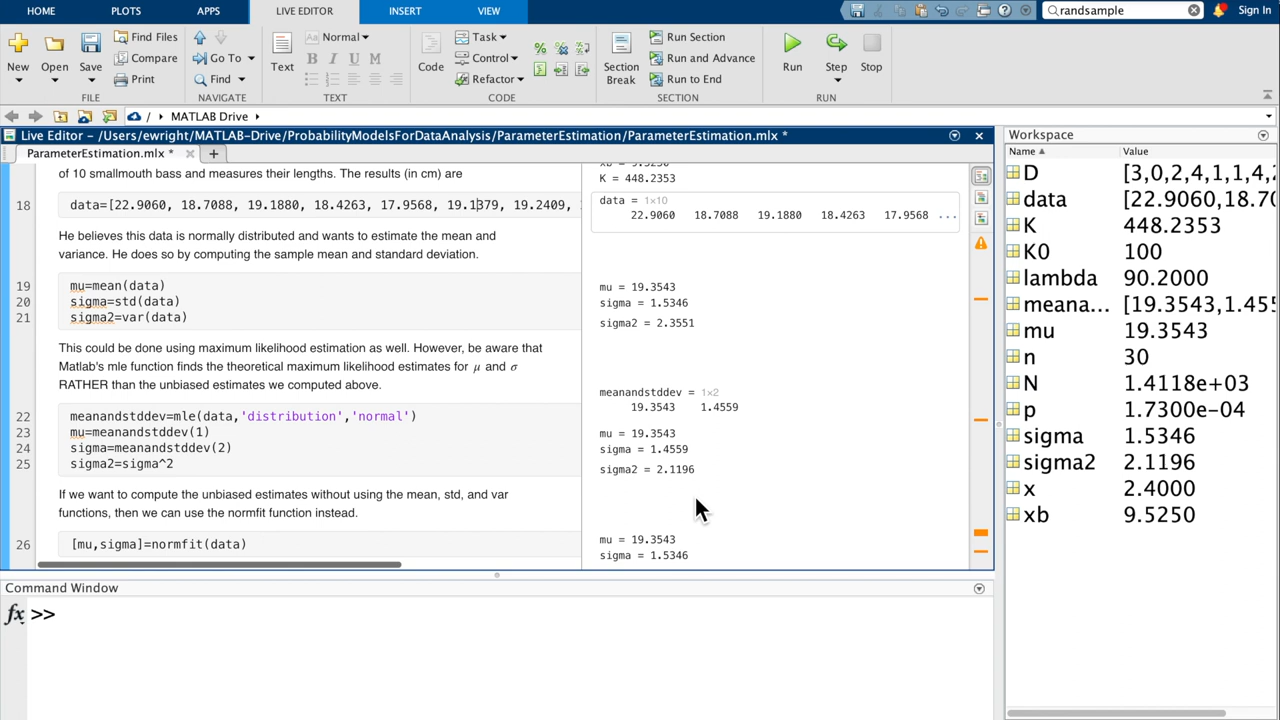 HOME PLOTS APPS LIVE EDITOR INSERT VIEW randsample Sign In
New Open Save Find Files Compare Print
FILE
Go To Find
NAVIGATE
Text Normal B I U M
TEXT
Code Task Control Refactor
CODE
Section Break Run Section Run and Advance Run to End
SECTION
Run Step Stop
RUN
/ MATLAB Drive
Live Editor - /Users/ewright/MATLAB-Drive/ProbabilityModelsForDataAnalysis/ParameterEstimation/ParameterEstimation.mlx *
ParameterEstimation.mlx * +
of 10 smallmouth bass and measures their lengths. The results (in cm) are
18 data=[22.9060, 18.7088, 19.1880, 18.4263, 17.9568, 19.1379, 19.2409,
He believes this data is normally distributed and wants to estimate the mean and
variance. He does so by computing the sample mean and standard deviation.
19 mu=mean(data)
20 sigma=std(data)
21 sigma2=var(data)
This could be done using maximum likelihood estimation as well. However, be aware that
Matlab's mle function finds the theoretical maximum likelihood estimates for μ and σ
RATHER than the unbiased estimates we computed above.
22 meanandstddev=mle(data,'distribution','normal')
23 mu=meanandstddev(1)
24 sigma=meanandstddev(2)
25 sigma2=sigma^2
If we want to compute the unbiased estimates without using the mean, std, and var
functions, then we can use the normfit function instead.
26 [mu,sigma]=normfit(data)
K = 448.2353
data = 1×10
22.9060 18.7088 19.1880 18.4263 17.9568 ...
mu = 19.3543
sigma = 1.5346
sigma2 = 2.3551
meanandstddev = 1×2
19.3543 1.4559
mu = 19.3543
sigma = 1.4559
sigma2 = 2.1196
mu = 19.3543
sigma = 1.5346
Command Window
fx >>
Workspace
Name Value
D [3,0,2,4,1,1,4,
data [22.9060,18.70
K 448.2353
K0 100
lambda 90.2000
meana... [19.3543,1.455
mu 19.3543
n 30
N 1.4118e+03
p 1.7300e-04
sigma 1.5346
sigma2 2.1196
x 2.4000
xb 9.5250